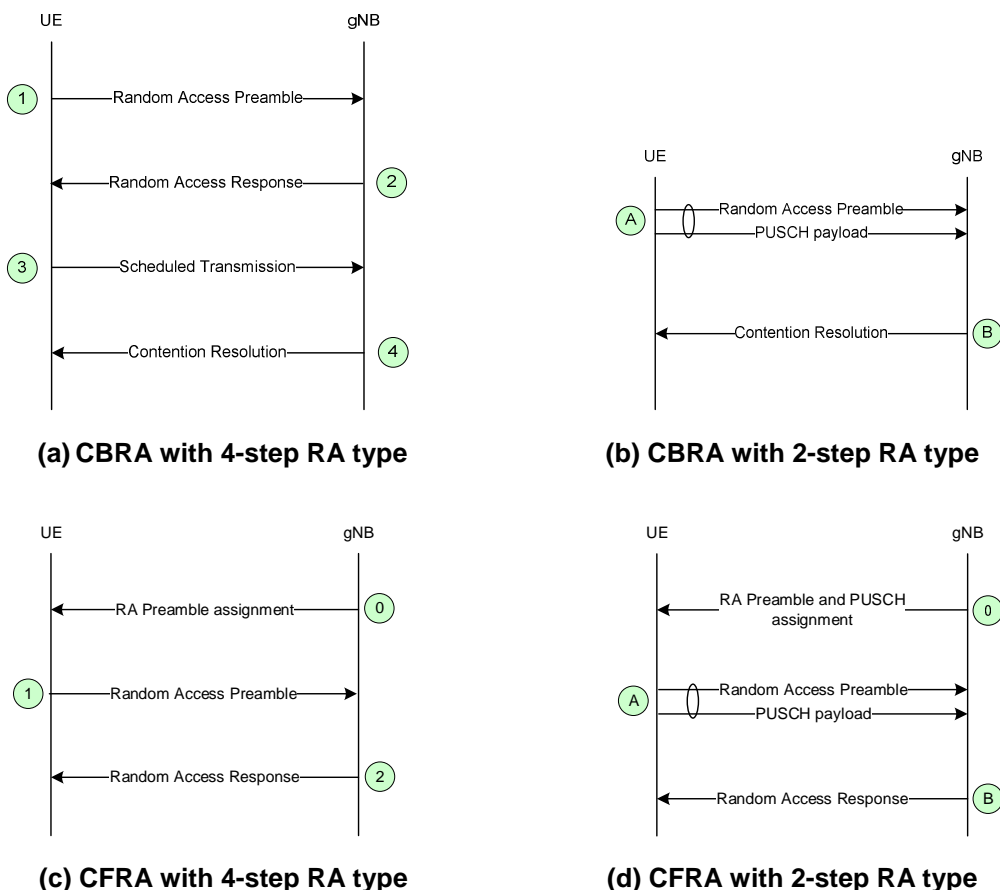 UE gNB
1 Random Access Preamble
Random Access Response 2
3 Scheduled Transmission
Contention Resolution 4
(a) CBRA with 4-step RA type
UE gNB
A Random Access Preamble
PUSCH payload
Contention Resolution B
(b) CBRA with 2-step RA type
UE gNB
RA Preamble assignment 0
1 Random Access Preamble
Random Access Response 2
(c) CFRA with 4-step RA type
UE gNB
RA Preamble and PUSCH
assignment 0
A Random Access Preamble
PUSCH payload
Random Access Response B
(d) CFRA with 2-step RA type